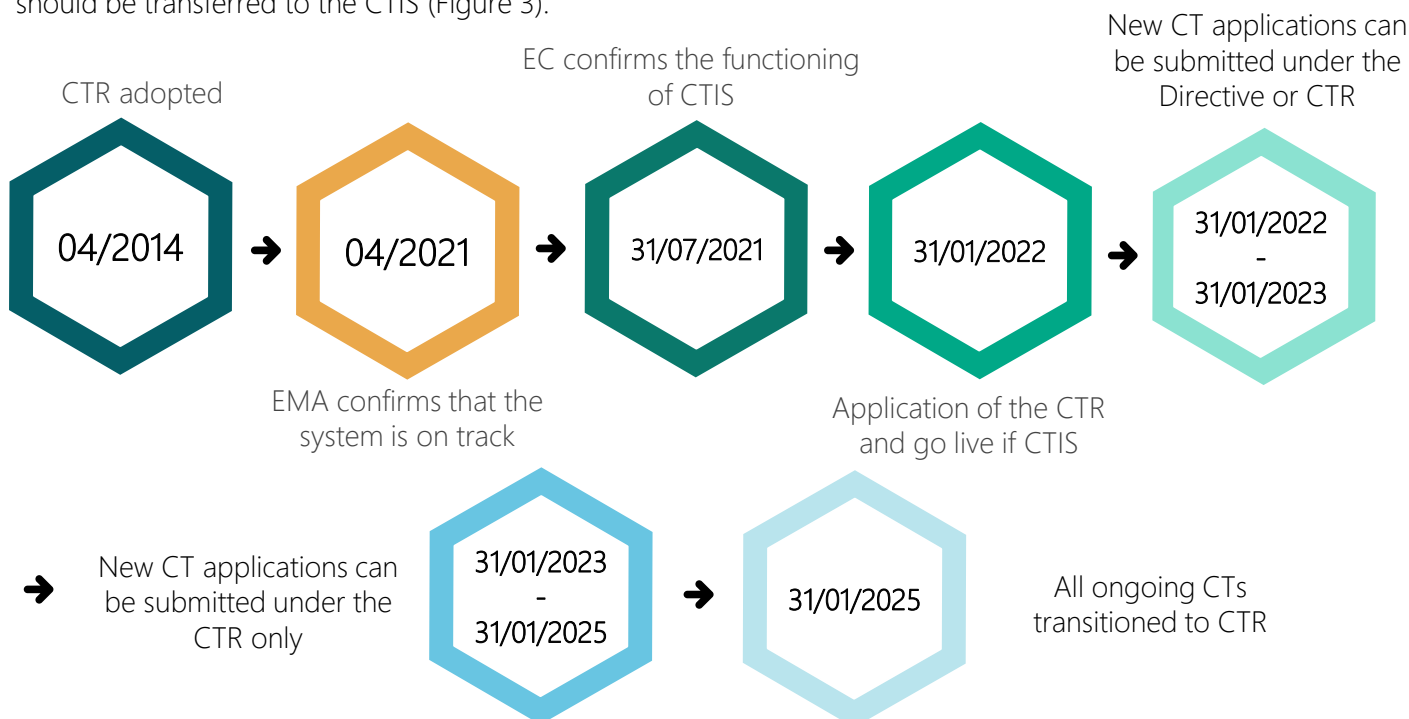 should be transferred to the CTIS (Figure 3).
CTR adopted
04/2014
04/2021
EMA confirms that the
system is on track
EC confirms the functioning
of CTIS
31/07/2021
31/01/2022
Application of the CTR
and go live if CTIS
New CT applications can
be submitted under the
Directive or CTR
31/01/2022
-
31/01/2023
New CT applications can
be submitted under the
CTR only
31/01/2023
-
31/01/2025
31/01/2025
All ongoing CTs
transitioned to CTR